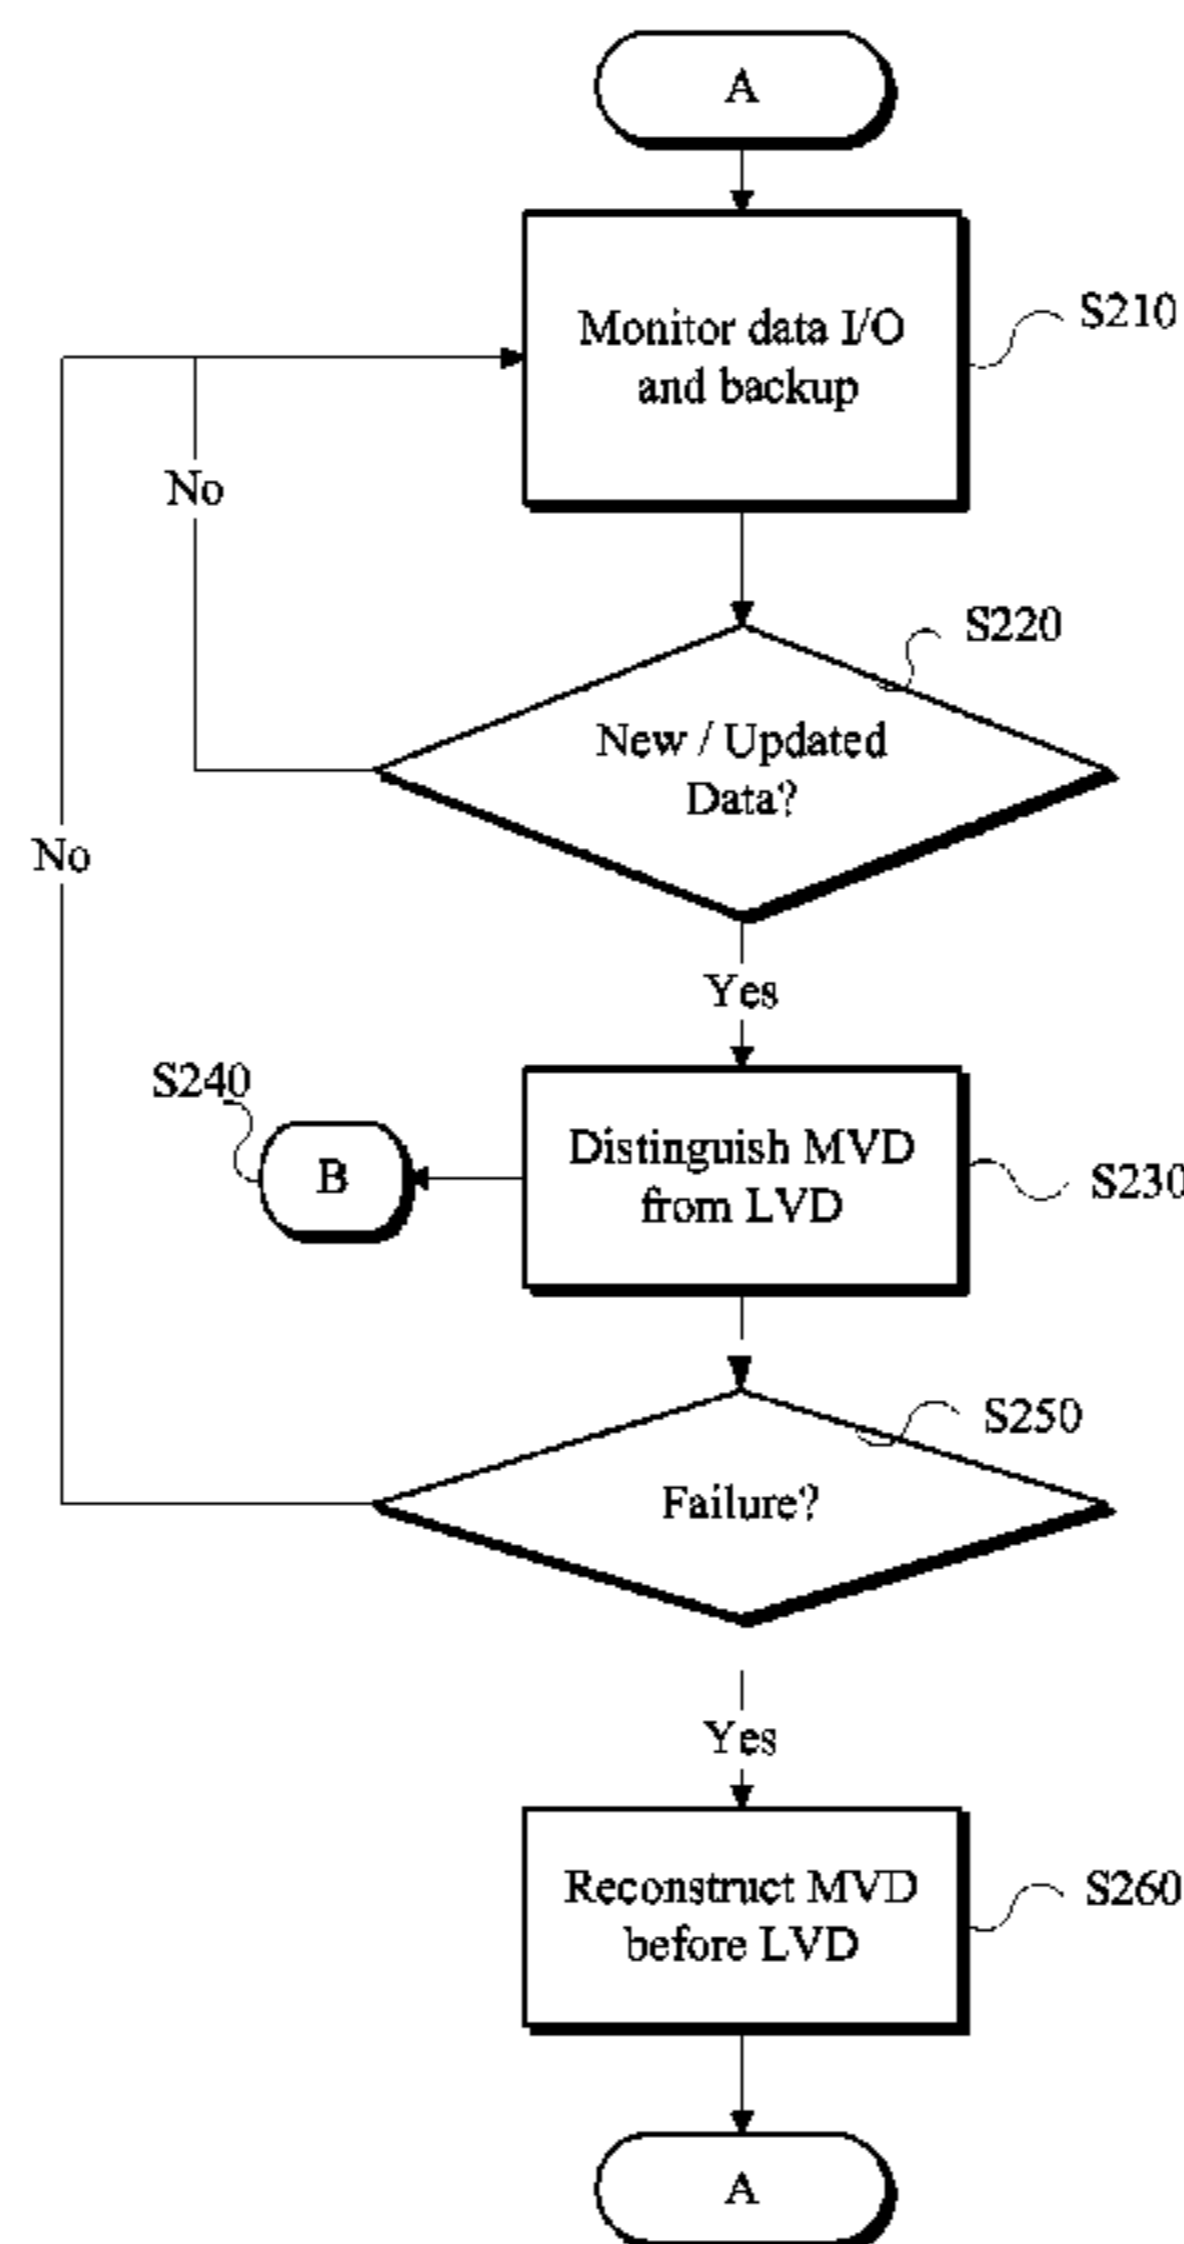 A
Monitor data I/O
and backup
S210
No
S220
New / Updated
Data?
No
Yes
S240
B
Distinguish MVD
from LVD
S230
S250
Failure?
Yes
Reconstruct MVD
before LVD
S260
A